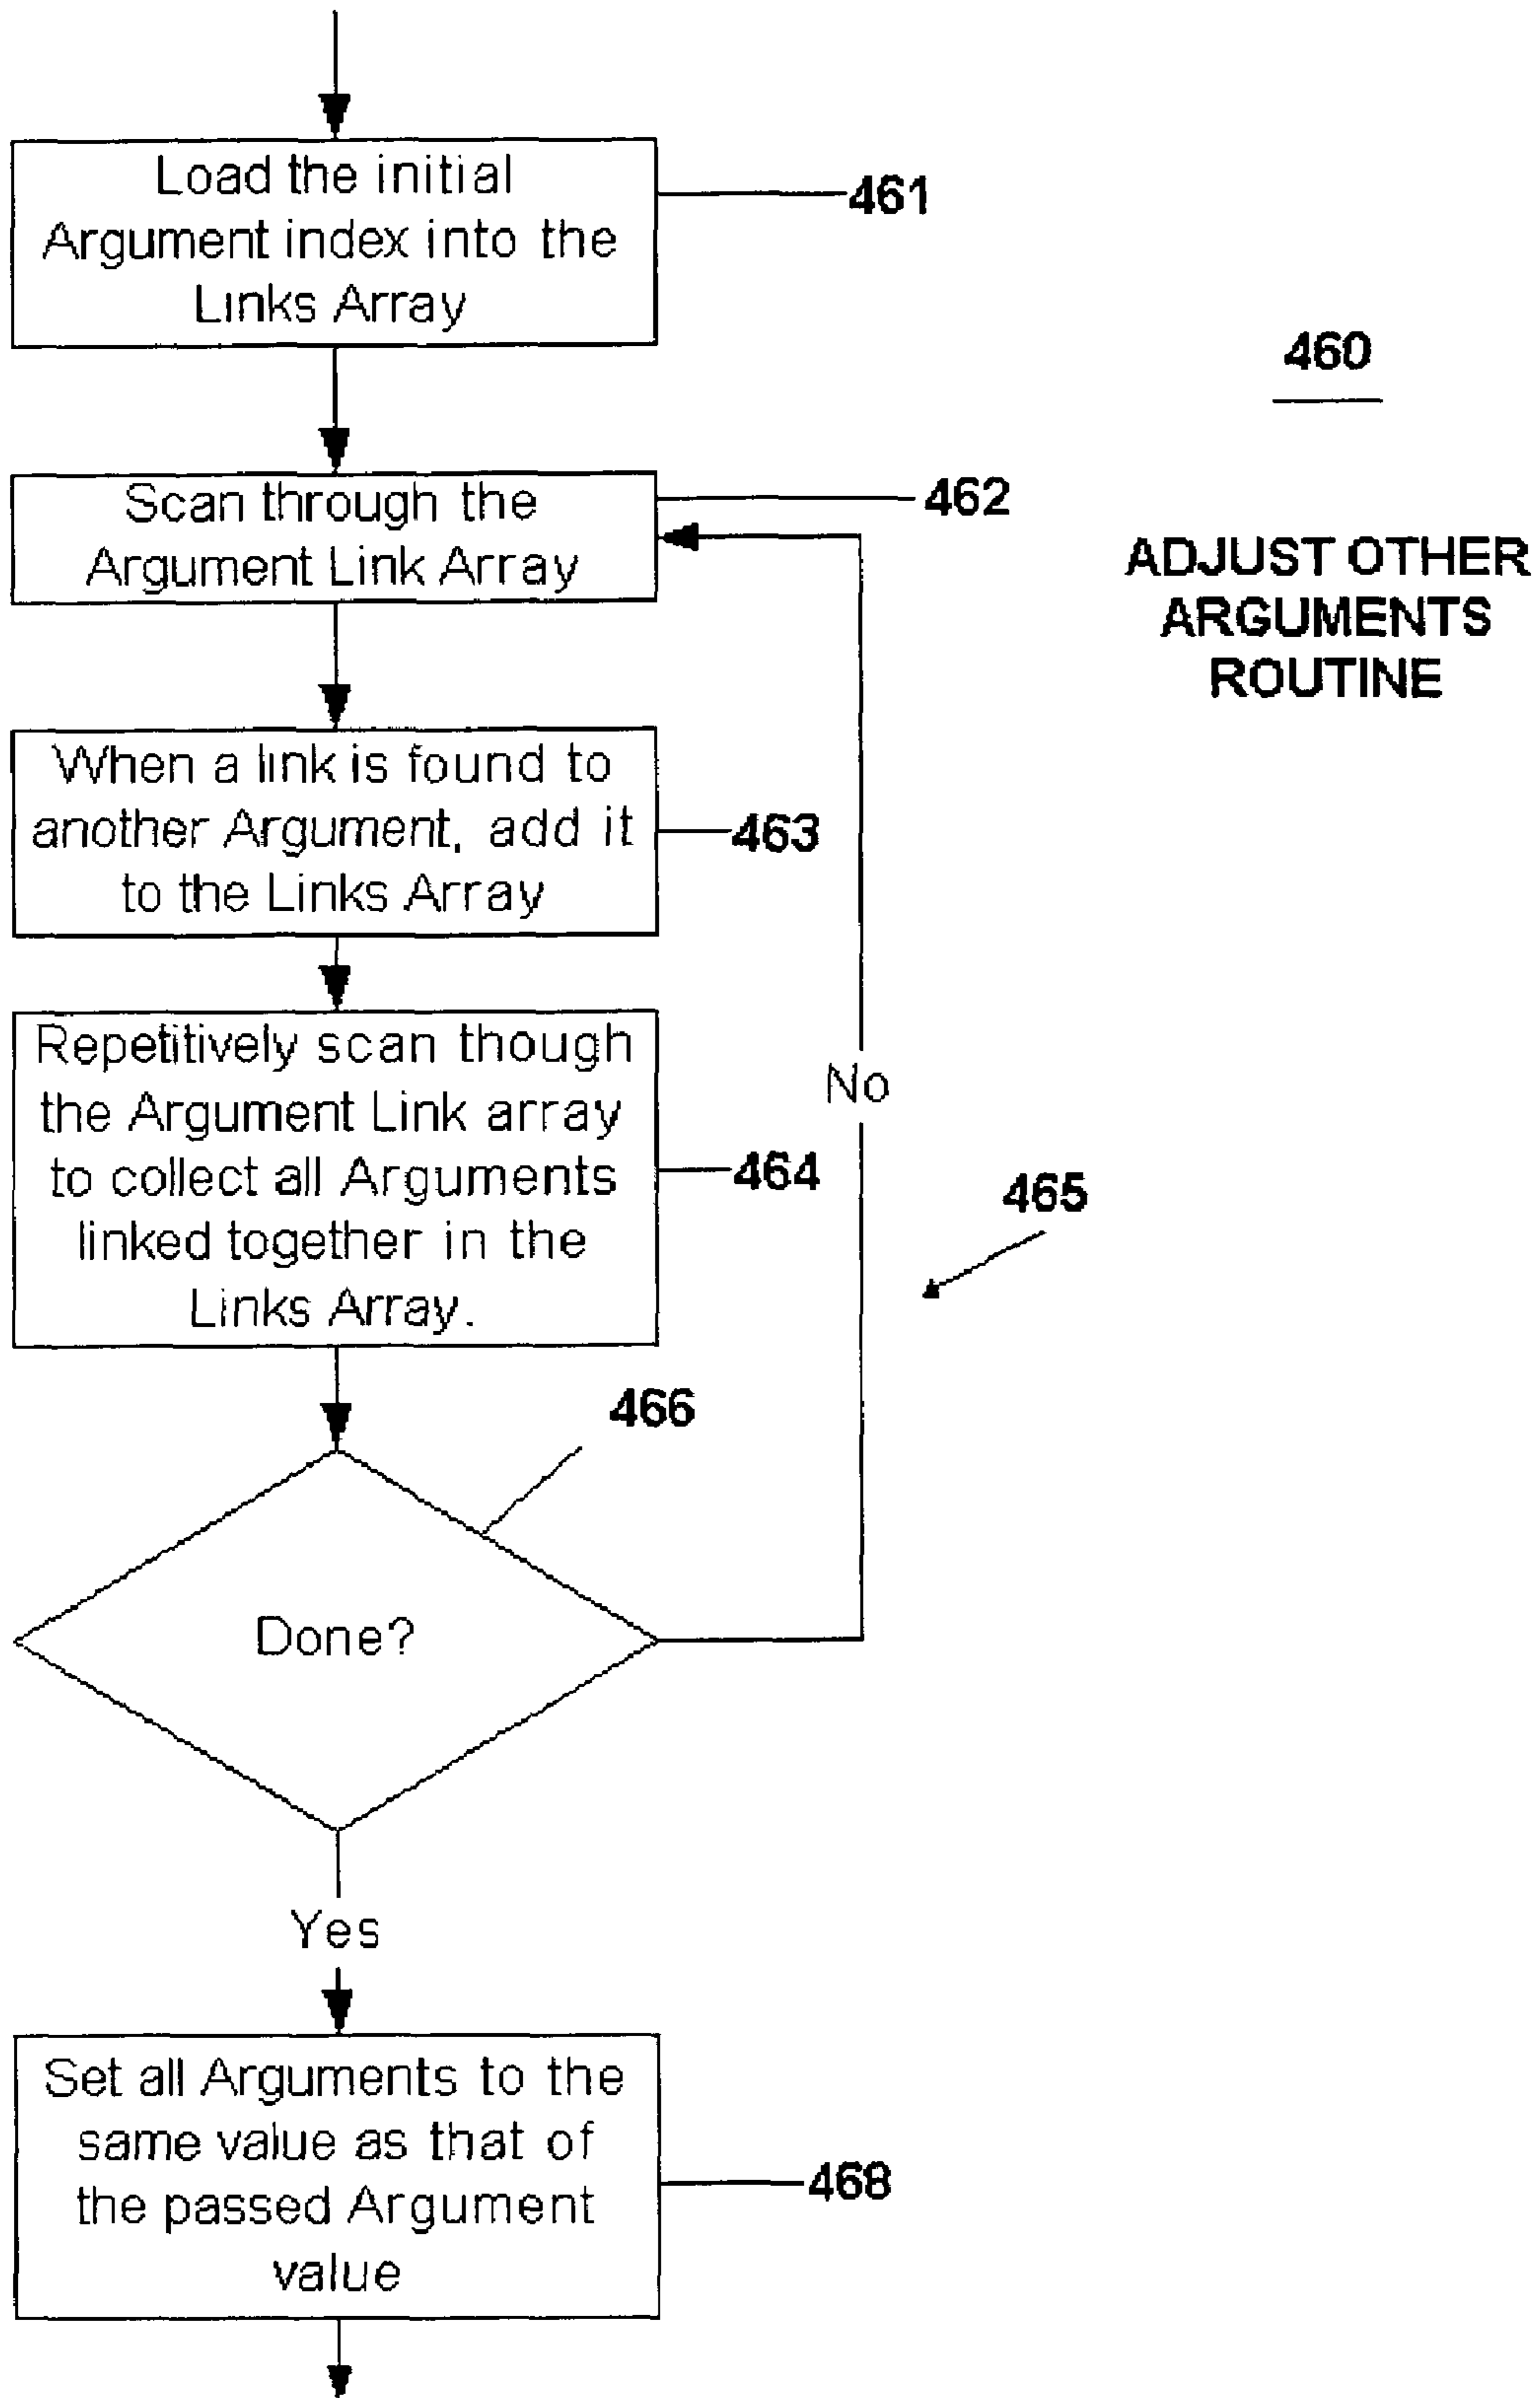 Load the initial
Argument index into the
Links Array
461
460
Scan through the
Argument Link Array
462
ADJUST OTHER
ARGUMENTS
ROUTINE
When a link is found to
another Argument, add it
to the Links Array
463
Repetitively scan though
the Argument Link array
to collect all Arguments
linked together in the
Links Array.
464
No
465
466
Done?
Yes
Set all Arguments to the
same value as that of
the passed Argument
value
468